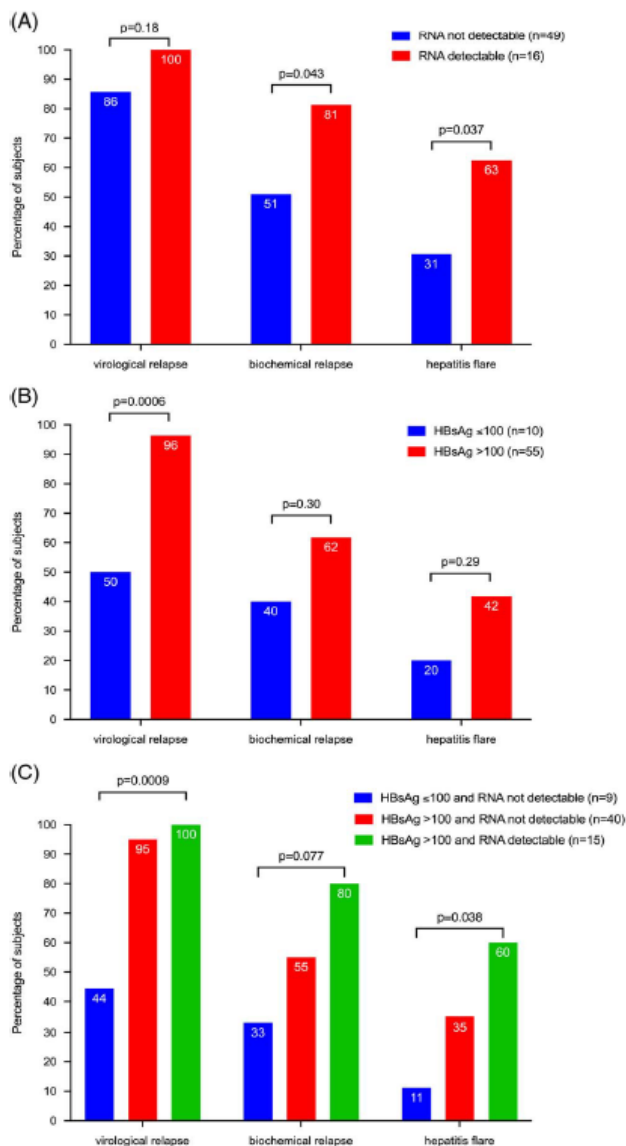 (A)
p=0.18
RNA not detectable (n=49)
RNA detectable (n=16)
100
90
80
70
60
50
40
30
20
10
0
Percentage of subjects
86
100
p=0.043
51
81
p=0.037
31
63
virological relapse
biochemical relapse
hepatitis flare
(B)
p=0.0006
HBsAg ≤100 (n=10)
HBsAg >100 (n=55)
100
90
80
70
60
50
40
30
20
10
0
Percentage of subjects
50
96
p=0.30
40
62
p=0.29
20
42
virological relapse
biochemical relapse
hepatitis flare
(C)
p=0.0009
HBsAg ≤100 and RNA not detectable (n=9)
HBsAg >100 and RNA not detectable (n=40)
HBsAg >100 and RNA detectable (n=15)
100
90
80
70
60
50
40
30
20
10
0
Percentage of subjects
44
95
100
p=0.077
33
55
80
p=0.038
11
35
60
virological relapse
biochemical relapse
hepatitis flare